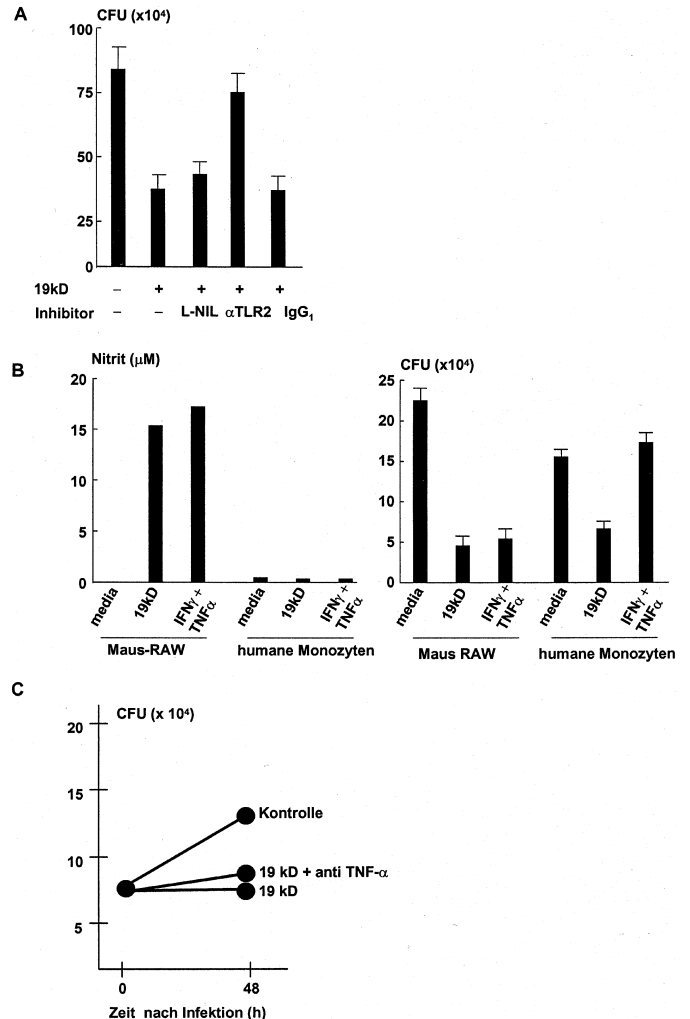 A
CFU (x10⁴)
100
75
50
25
0
19kD – + + + +
Inhibitor – – L-NIL αTLR2 IgG₁
B
Nitrit (μM)
20
15
10
5
0
media
19kD
IFNγ +
TNFα
media
19kD
IFNγ +
TNFα
Maus-RAW
humane Monozyten
CFU (x10⁴)
25
20
15
10
5
0
media
19kD
IFNγ +
TNFα
media
19kD
IFNγ +
TNFα
Maus RAW
humane Monozyten
C
CFU (x 10⁴)
20
15
10
5
Kontrolle
19 kD + anti TNF-α
19 kD
0
48
Zeit nach Infektion (h)